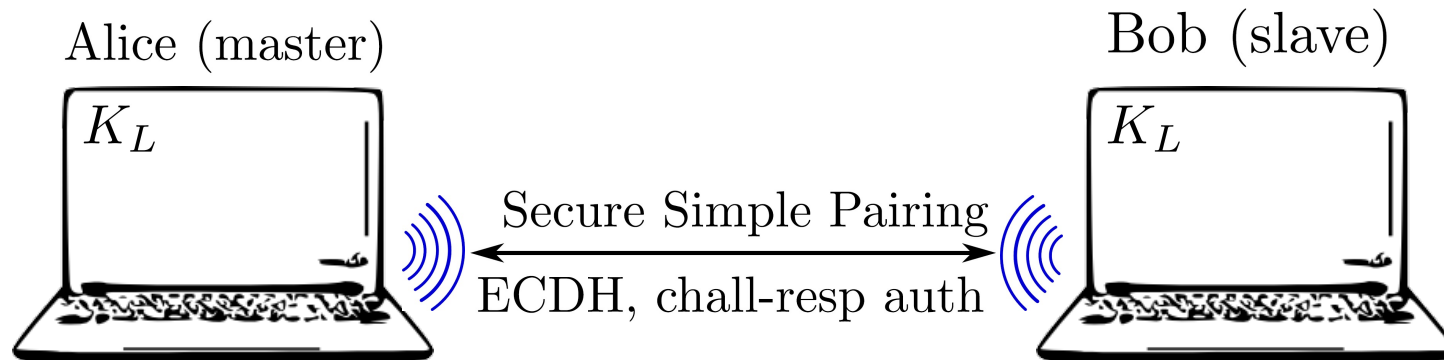 Alice (master)
Bob (slave)
K_L
K_L
Secure Simple Pairing
ECDH, chall-resp auth